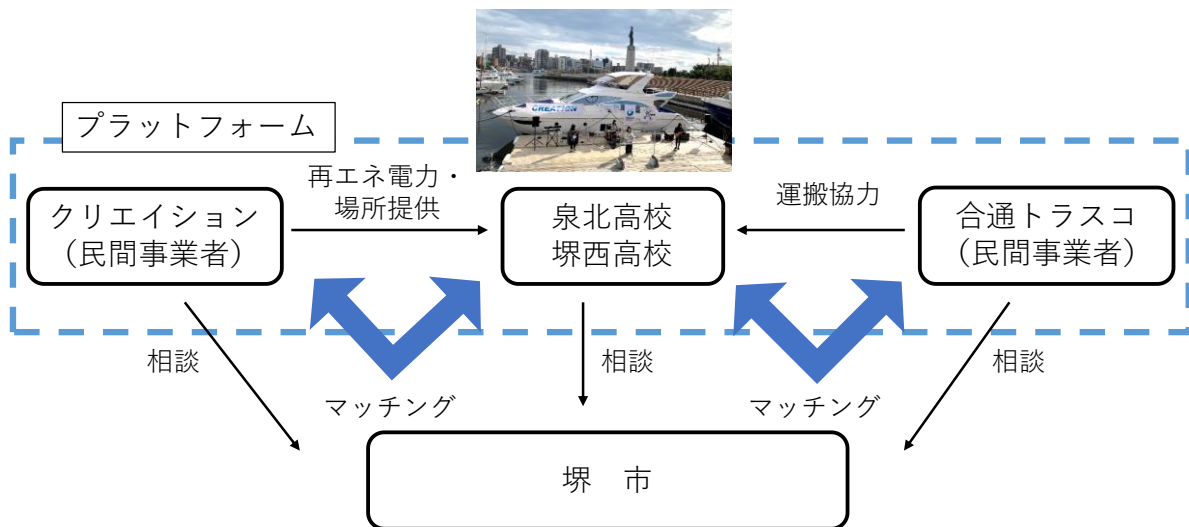 CREATION
プラットフォーム
再エネ電力・
場所提供
運搬協力
クリエイション
(民間事業者)
泉北高校
堺西高校
合通トラスコ
(民間事業者)
相談
相談
相談
マッチング
マッチング
堺　市